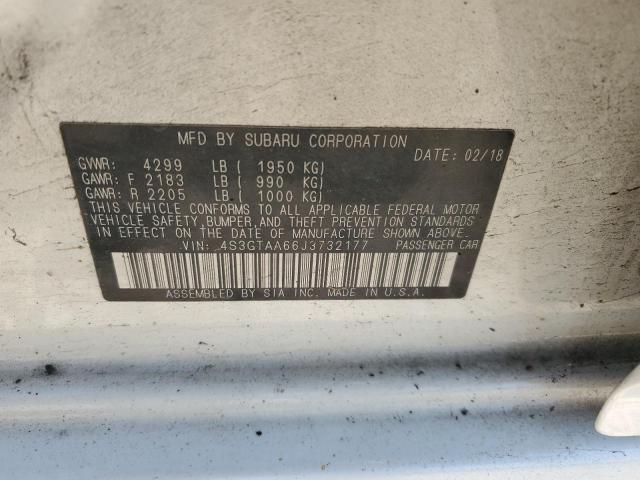 MFD BY SUBARU CORPORATION
DATE: 02/18
GVWR: 4299 LB ( 1950 KG)
GAWR: F 2183 LB ( 990 KG)
GAWR: R 2205 LB ( 1000 KG)
THIS VEHICLE CONFORMS TO ALL APPLICABLE FEDERAL MOTOR
VEHICLE SAFETY, BUMPER, AND THEFT PREVENTION STANDARDS
IN EFFECT ON THE DATE OF MANUFACTURE SHOWN ABOVE.
VIN: 4S3GTAA66J3732177 PASSENGER CAR
ASSEMBLED BY SIA INC. MADE IN U.S.A.